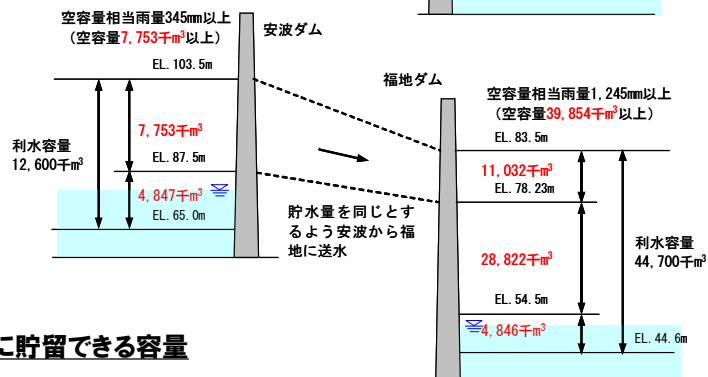 空容量相当雨量345mm以上
（空容量7,753千m³以上）
安波ダム
EL.103.5m
7,753千m³
利水容量
12,600千m³
EL.87.5m
4,847千m³
EL.65.0m
貯水量を同じとす
るよう安波から福
地に送水
福地ダム
空容量相当雨量1,245mm以上
（空容量39,854千m³以上）
EL.83.5m
11,032千m³
EL.78.23m
28,822千m³
利水容量
44,700千m³
EL.54.5m
4,846千m³
EL.44.6m
に貯留できる容量